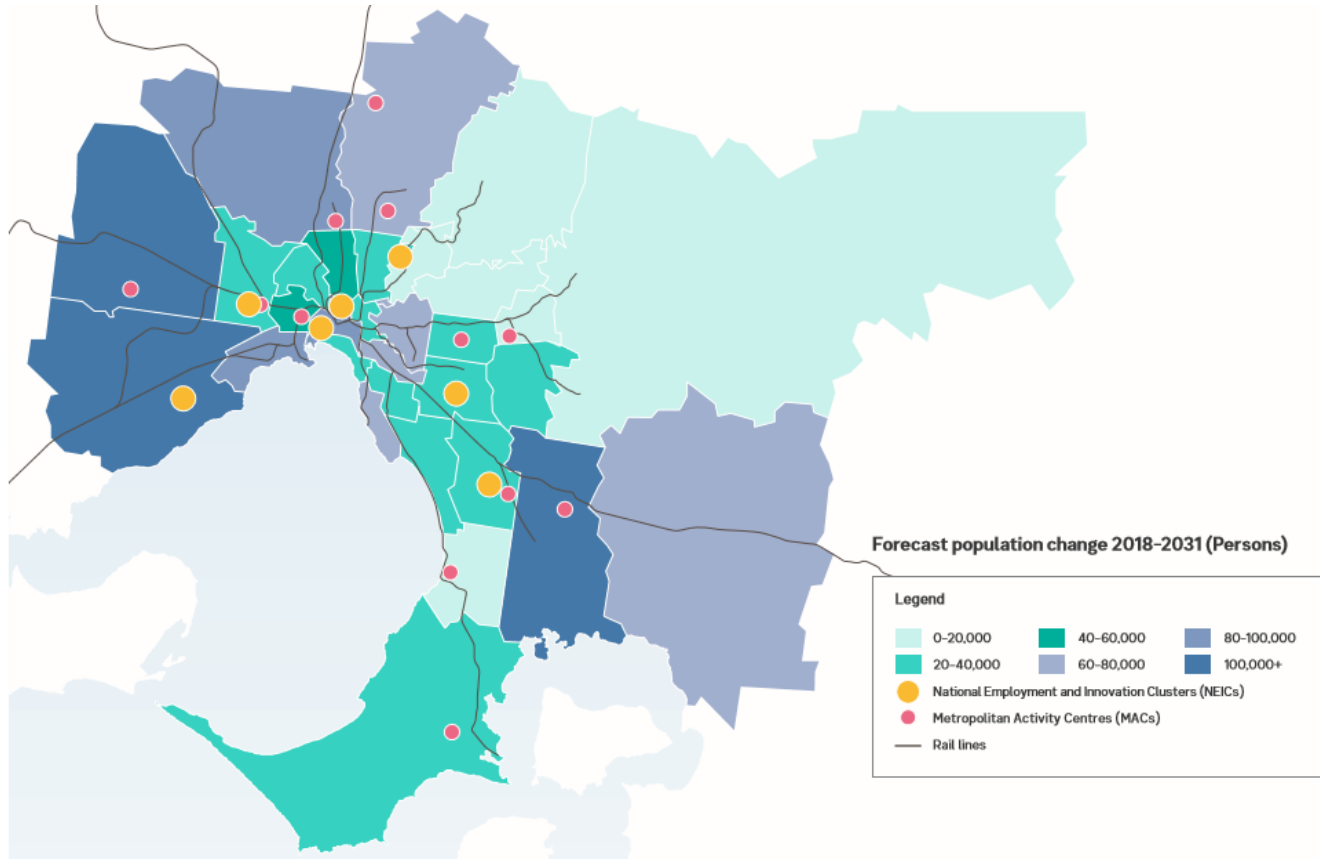 Forecast population change 2018-2031 (Persons)
Legend
0-20,000
40-60,000
80-100,000
20-40,000
60-80,000
100,000+
National Employment and Innovation Clusters (NEICs)
Metropolitan Activity Centres (MACs)
Rail lines